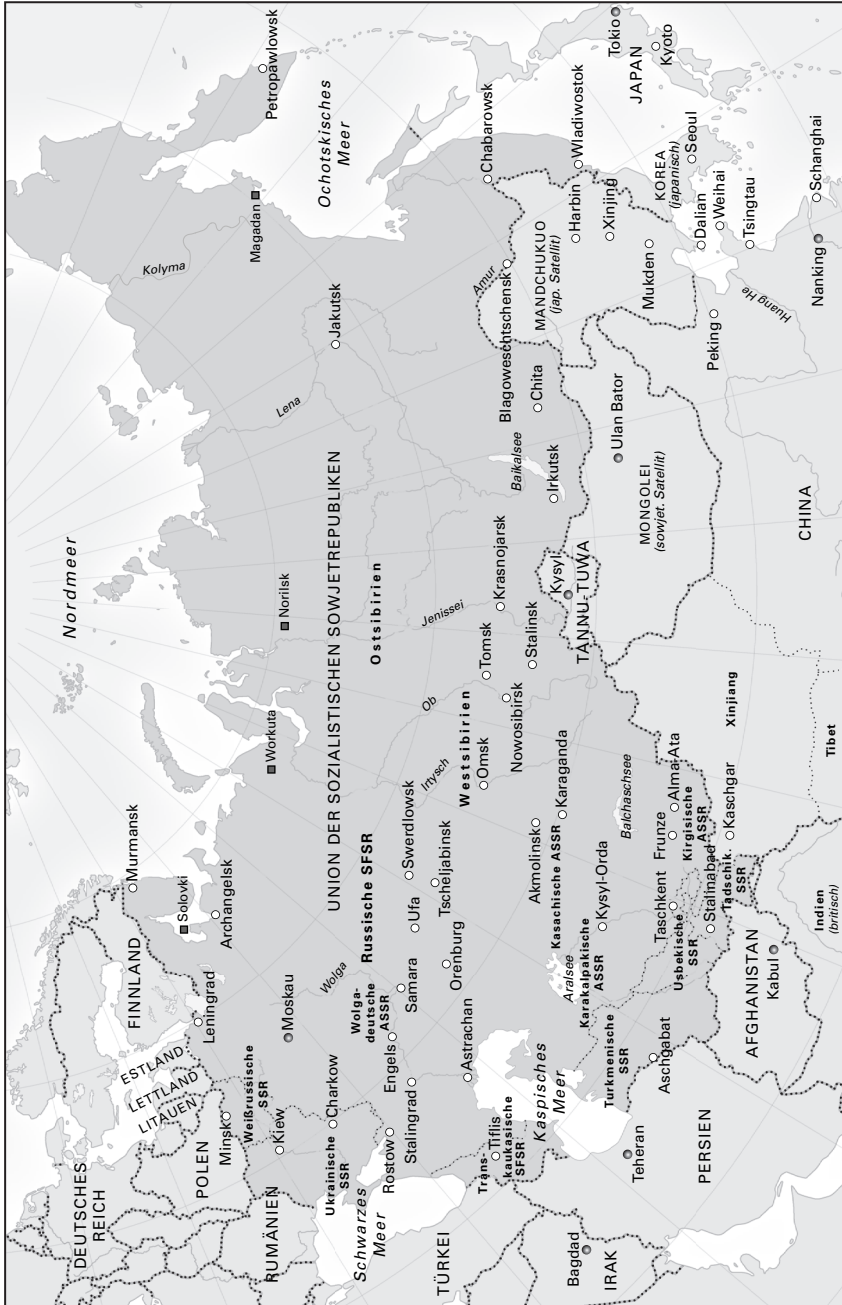 Nordmeer
Ochotskisches
Meer
Petropawlowsk
Magadan
Kolyma
Jakutsk
Lena
Norilsk
Workuta
Murmansk
Solovki
Archangelsk
FINNLAND
Leningrad
ESTLAND
LETTLAND
LITAUEN
DEUTSCHES
REICH
POLEN
Minsk
Weißrussische
SSR
Moskau
Wolga
UNION DER SOZIALISTISCHEN SOWJETREPUBLIKEN
Russische SFSR
Ostsibirien
Westsibirien
Jenissei
Ob
Irtysch
Swerdlowsk
Tscheljabinsk
Ufa
Orenburg
Samara
Wolga-
deutsche
ASSR
Engels
Astrachan
Stalingrad
Rostow
Charkow
Kiew
Ukrainische
SSR
RUMÄNIEN
Schwarzes
Meer
TÜRKEI
Trans-
kaukasische
SFSR
Tiflis
Kaspisches
Meer
Bagdad
IRAK
Teheran
PERSIEN
Aschgabat
Turkmenische
SSR
Karakalpakische
ASSR
Aralsee
Kasachische ASSR
Kysyl-Orda
Akmolinsk
Karaganda
Balchaschsee
Omsk
Nowosibirsk
Tomsk
Stalinsk
Krasnojarsk
Kysyl
TANNU-TUWA
Irkutsk
Baikalsee
Chita
Blagoweschtschensk
Amur
Chabarowsk
Wladiwostok
MANDCHUKUO
(jap. Satellit)
Harbin
Xinjing
Mukden
KOREA
(japanisch)
Seoul
JAPAN
Tokio
Kyoto
Dalian
Weihai
Tsingtau
Schanghai
Nanking
Huang He
Peking
Ulan Bator
MONGOLEI
(sowjet. Satellit)
CHINA
Xinjiang
Tibet
Kaschgar
Alma-Ata
Frunze
Kirgisische
ASSR
Taschkent
Usbekische
SSR
Stalinabad
Tadschik.
SSR
AFGHANISTAN
Kabul
Indien
(britisch)